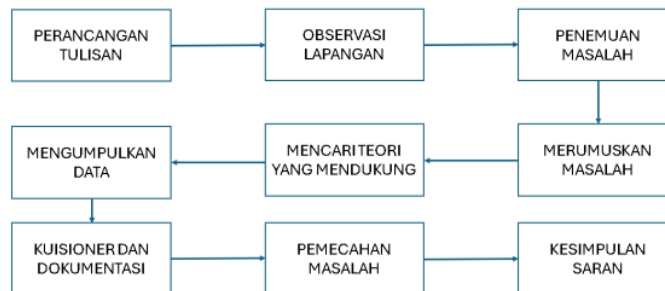 PERANCANGAN
TULISAN
OBSERVASI
LAPANGAN
PENEMUAN
MASALAH
MERUMUSKAN
MASALAH
MENCARI TEORI
YANG MENDUKUNG
MENGUMPULKAN
DATA
KUISIONER DAN
DOKUMENTASI
PEMECAHAN
MASALAH
KESIMPULAN
SARAN